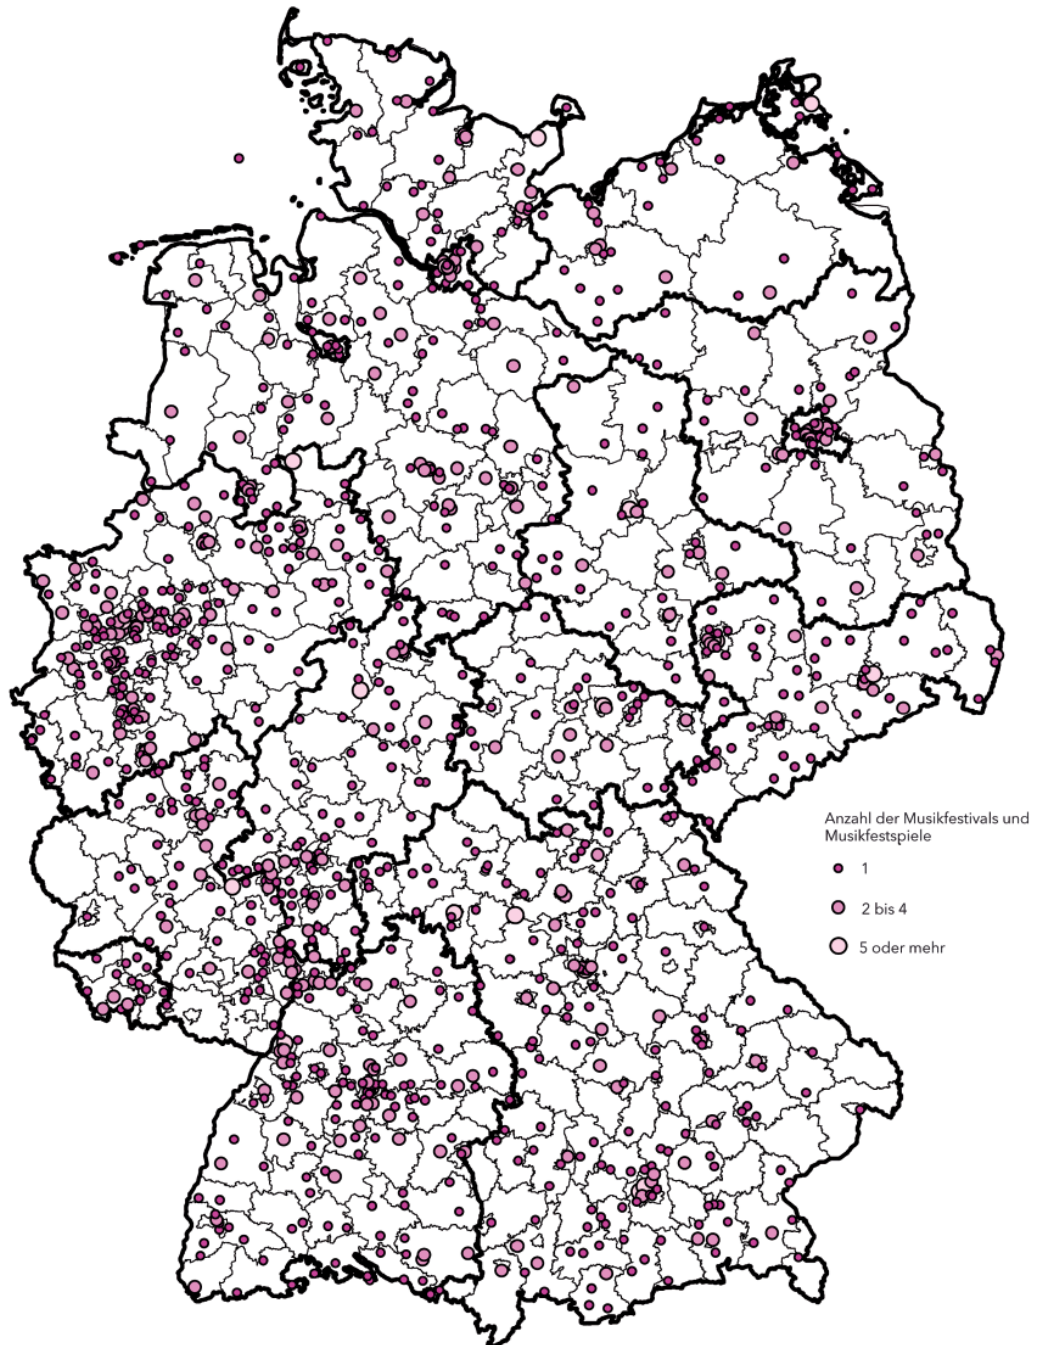 Anzahl der Musikfestivals und
Musikfestspiele
1
2 bis 4
5 oder mehr